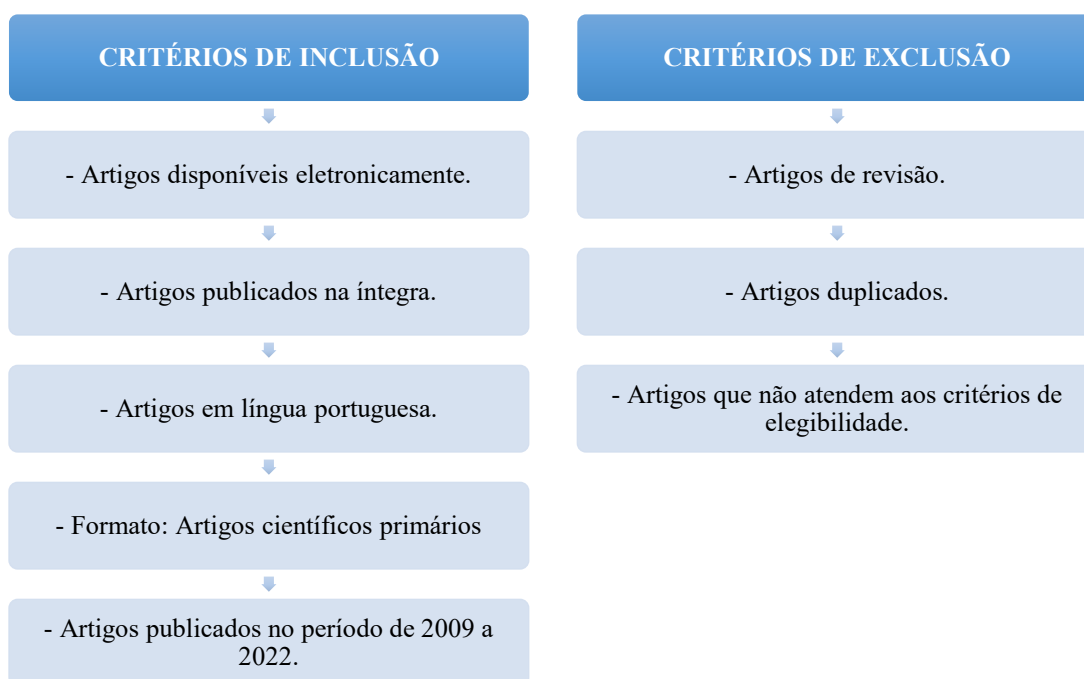 CRITÉRIOS DE INCLUSÃO
- Artigos disponíveis eletronicamente.
- Artigos publicados na íntegra.
- Artigos em língua portuguesa.
- Formato: Artigos científicos primários
- Artigos publicados no período de 2009 a
2022.
CRITÉRIOS DE EXCLUSÃO
- Artigos de revisão.
- Artigos duplicados.
- Artigos que não atendem aos critérios de
elegibilidade.